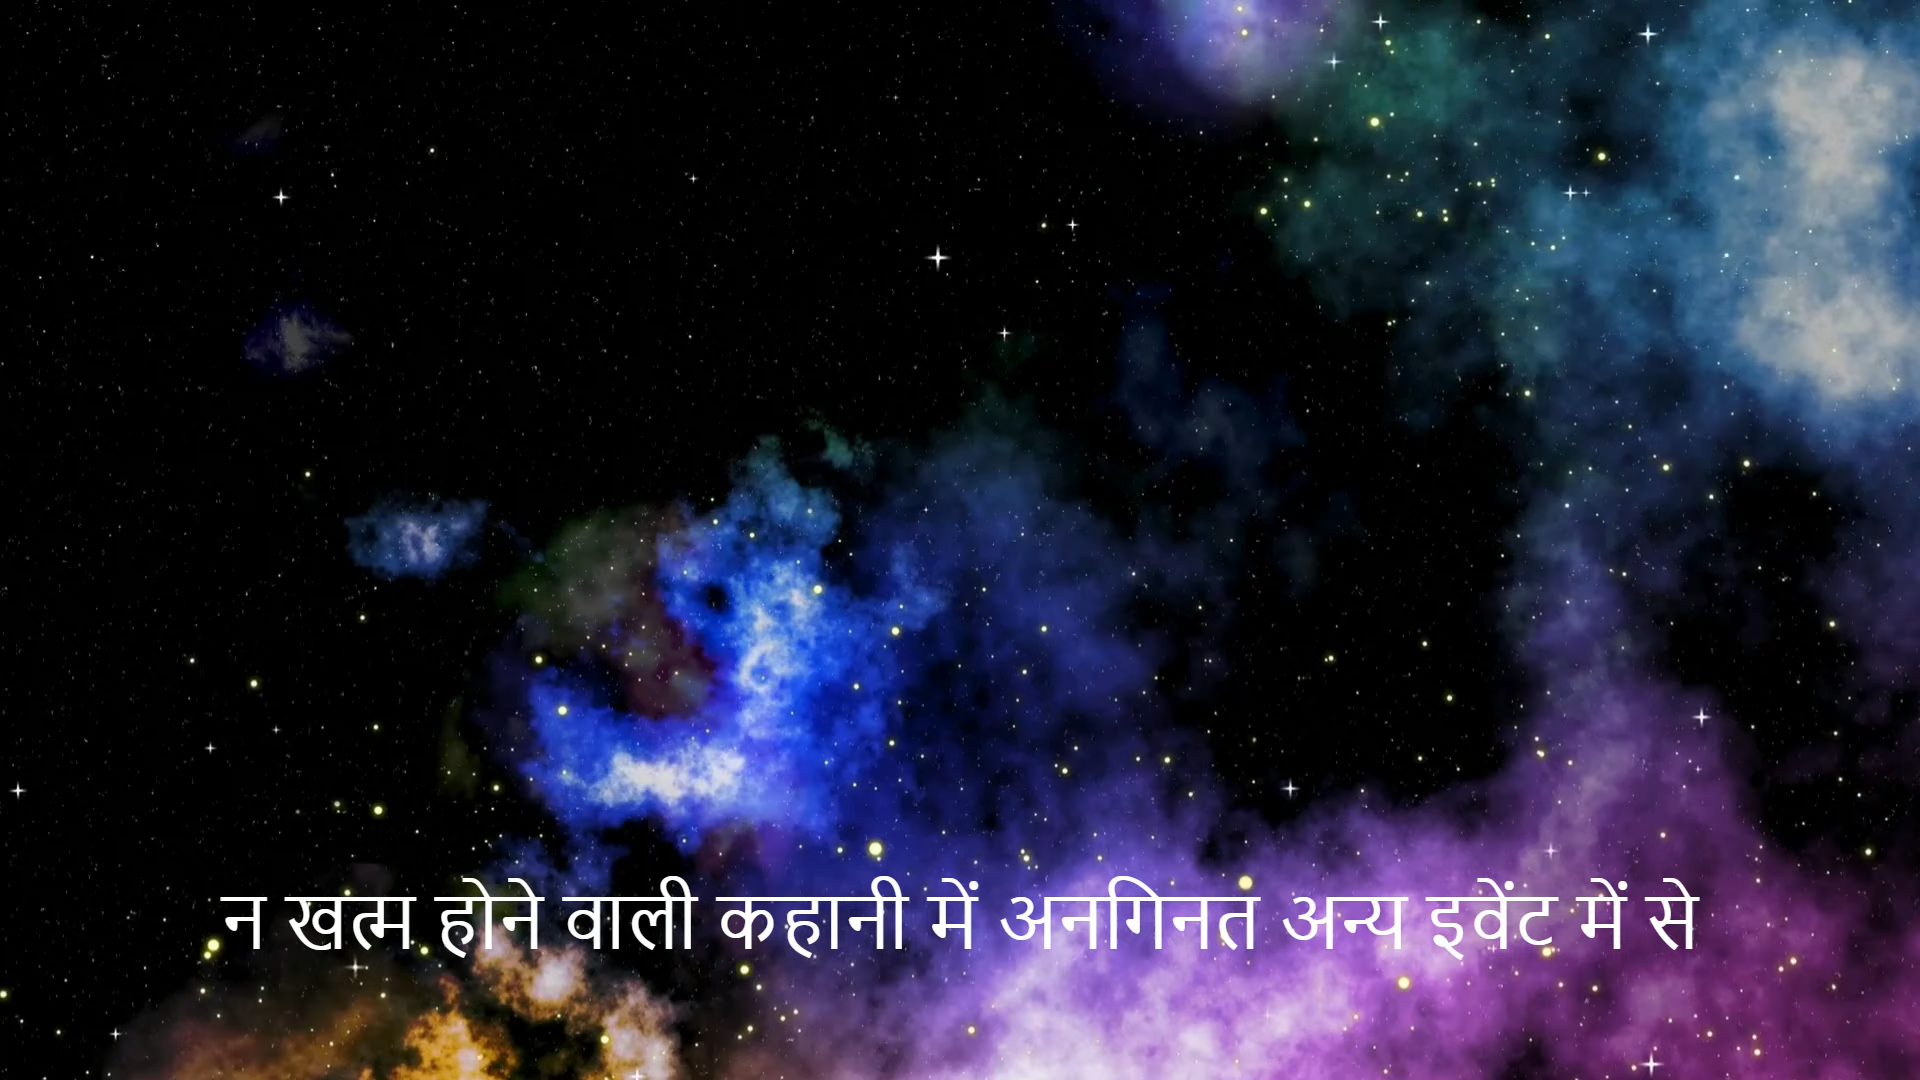 न खत्म होने वाली कहानी में अनगिनत अन्य इवेंट में से